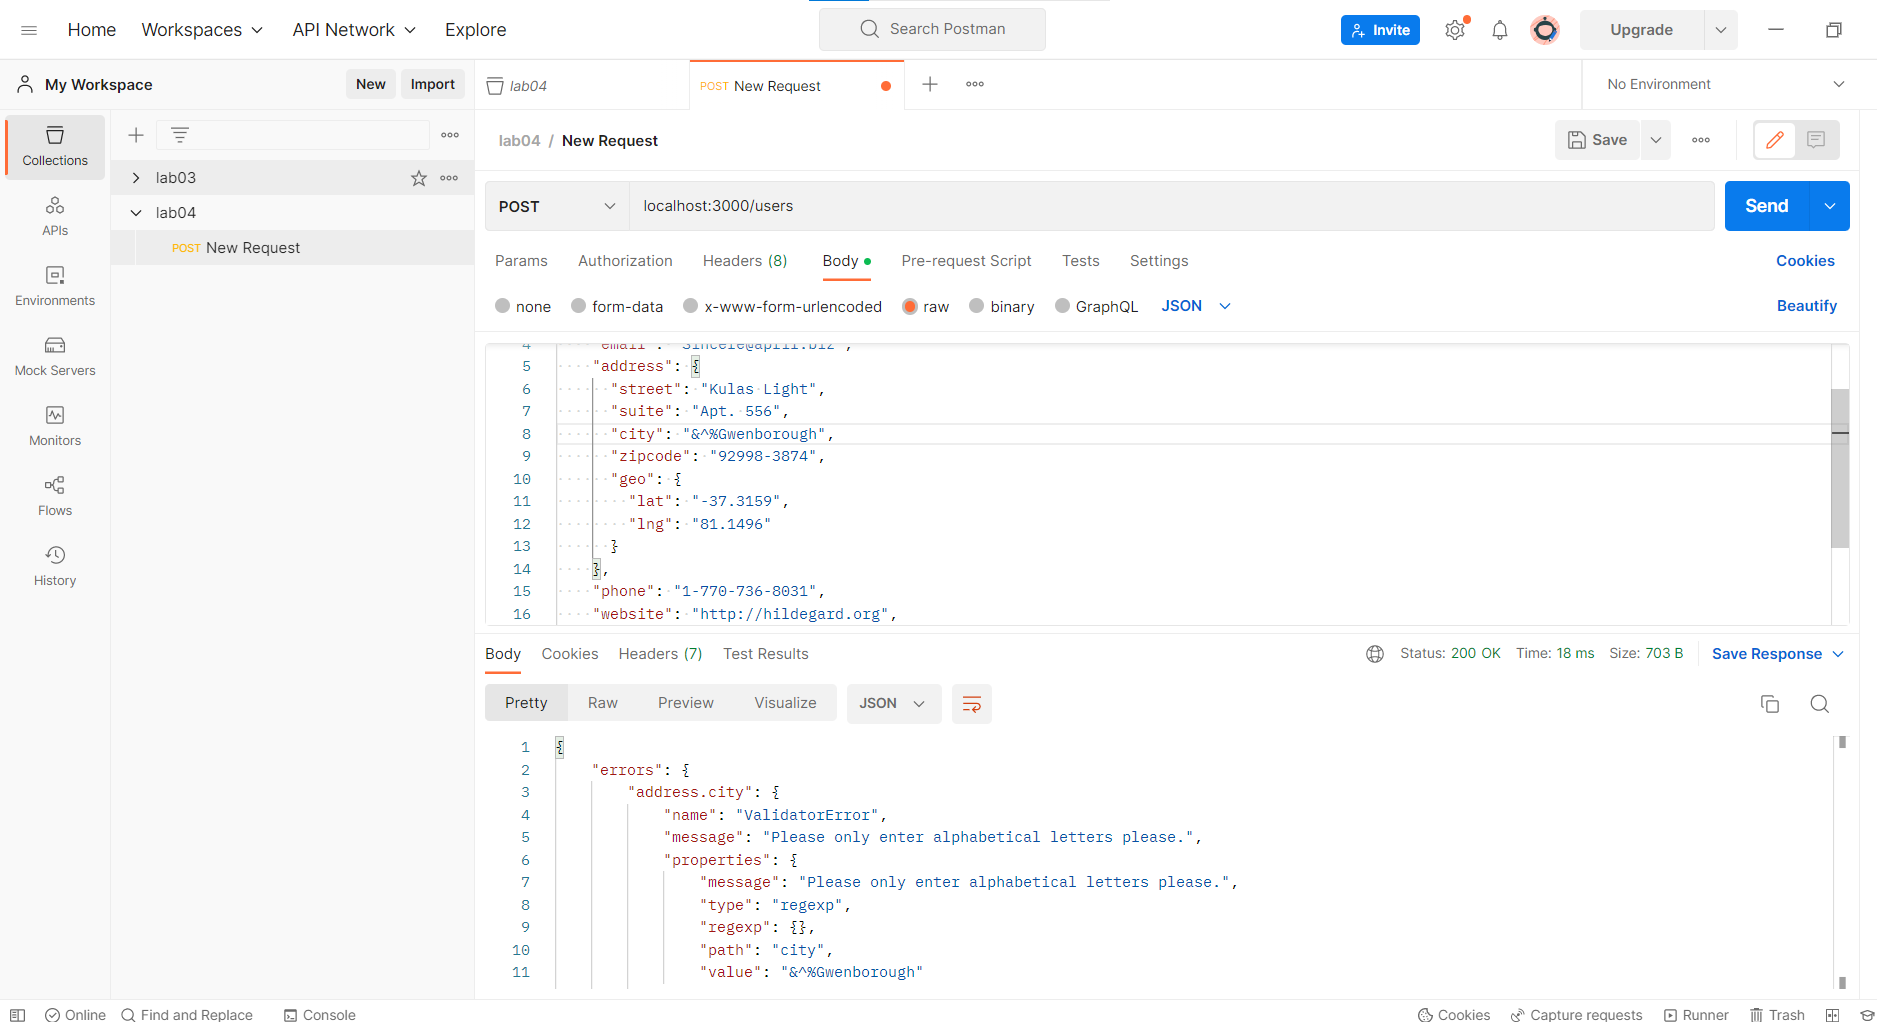 Home Workspaces API Network Explore Search Postman Invite Upgrade
My Workspace New Import lab04 POST New Request No Environment
Collections
APIs
Environments
Mock Servers
Monitors
Flows
History
lab03
lab04
POST New Request
lab04 / New Request Save
POST localhost:3000/users Send
Params Authorization Headers (8) Body Pre-request Script Tests Settings Cookies
none form-data x-www-form-urlencoded raw binary GraphQL JSON Beautify
4 "email": "Sincere@april.biz",
5 "address": {
6 "street": "Kulas Light",
7 "suite": "Apt. 556",
8 "city": "&^%Gwenborough",
9 "zipcode": "92998-3874",
10 "geo": {
11 "lat": "-37.3159",
12 "lng": "81.1496"
13 }
14 },
15 "phone": "1-770-736-8031",
16 "website": "http://hildegard.org",
Body Cookies Headers (7) Test Results Status: 200 OK Time: 18 ms Size: 703 B Save Response
Pretty Raw Preview Visualize JSON
1 {
2 "errors": {
3 "address.city": {
4 "name": "ValidatorError",
5 "message": "Please only enter alphabetical letters please.",
6 "properties": {
7 "message": "Please only enter alphabetical letters please.",
8 "type": "regexp",
9 "regexp": {},
10 "path": "city",
11 "value": "&^%Gwenborough"
Online Find and Replace Console Cookies Capture requests Runner Trash